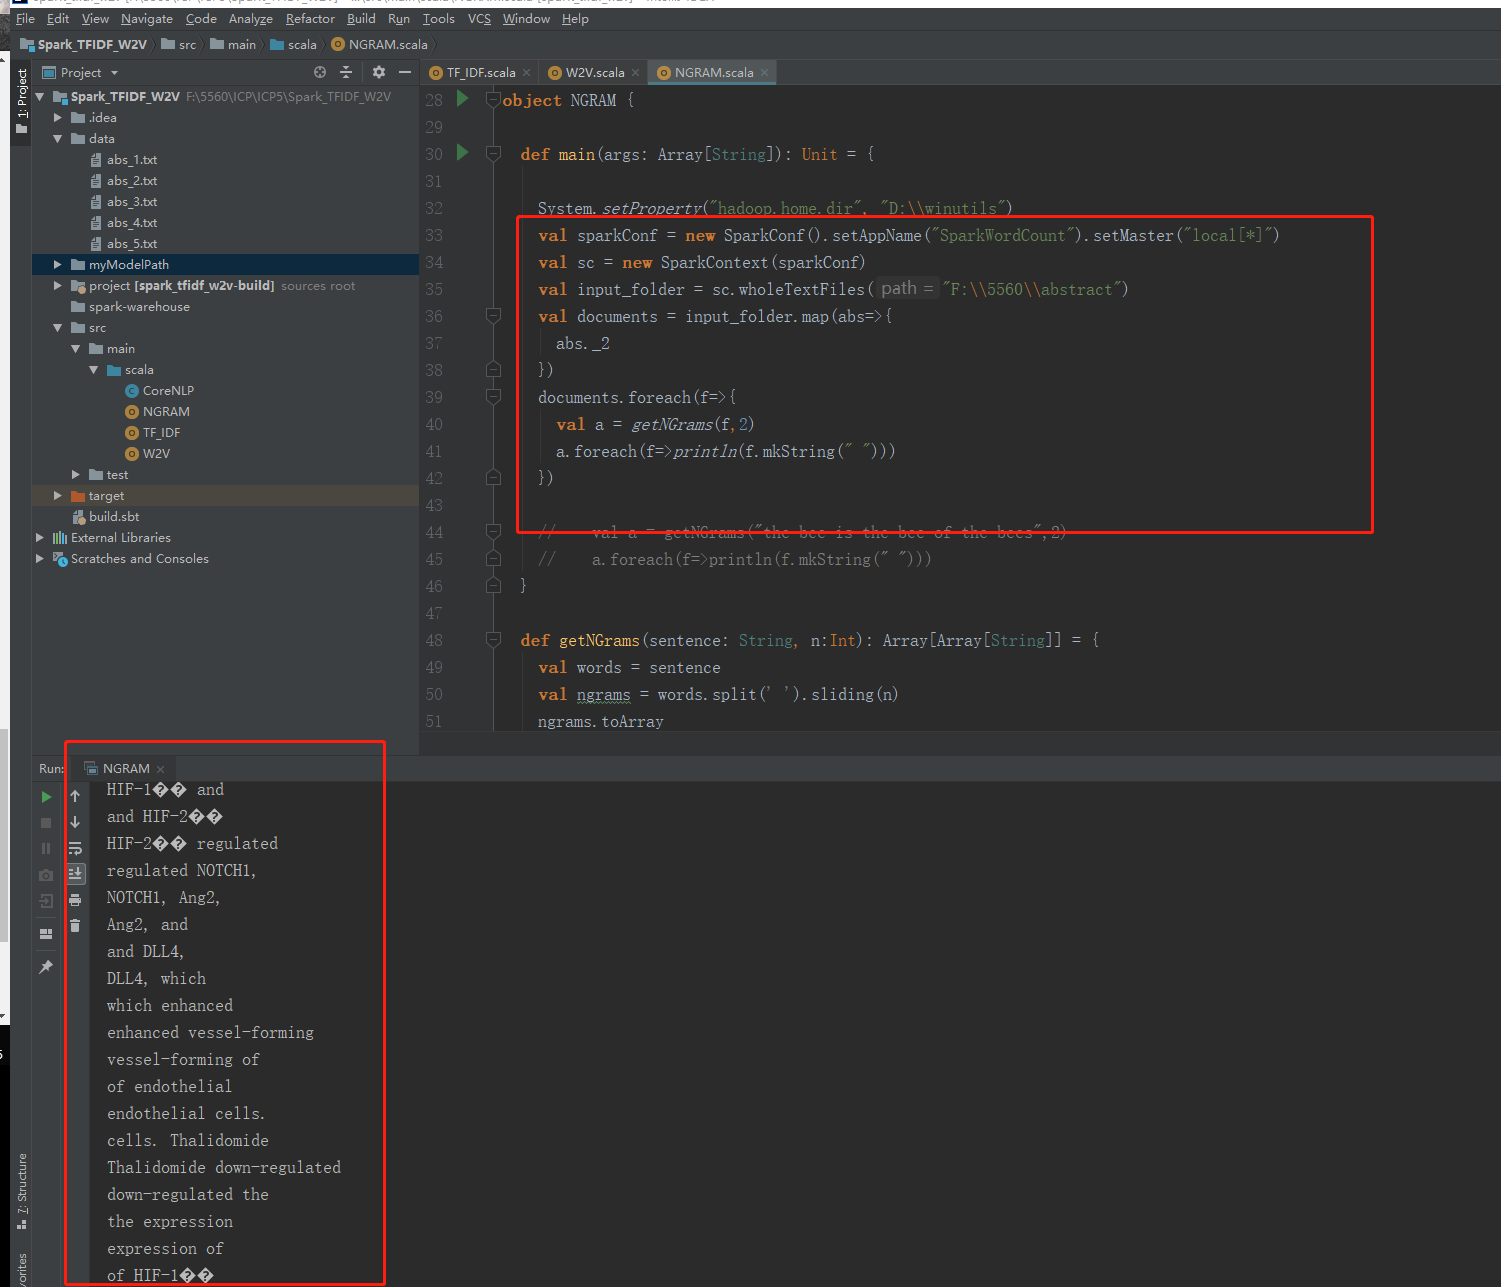 File Edit View Navigate Code Analyze Refactor Build Run Tools VCS Window Help
Spark_TFIDF_W2V src main scala NGRAM.scala
Project
TF_IDF.scala W2V.scala NGRAM.scala
1: Project
Spark_TFIDF_W2V F:\5560\ICP\ICP5\Spark_TFIDF_W2V
.idea
data
abs_1.txt
abs_2.txt
abs_3.txt
abs_4.txt
abs_5.txt
myModelPath
project [spark_tfidf_w2v-build] sources root
spark-warehouse
src
main
scala
CoreNLP
NGRAM
TF_IDF
W2V
test
target
build.sbt
External Libraries
Scratches and Consoles
28 object NGRAM {
29
30 def main(args: Array[String]): Unit = {
31
32 System.setProperty("hadoop.home.dir", "D:\\winutils")
33 val sparkConf = new SparkConf().setAppName("SparkWordCount").setMaster("local[*]")
34 val sc = new SparkContext(sparkConf)
35 val input_folder = sc.wholeTextFiles( path = "F:\\5560\\abstract")
36 val documents = input_folder.map(abs=>{
37 abs._2
38 })
39 documents.foreach(f=>{
40 val a = getNGrams(f,2)
41 a.foreach(f=>println(f.mkString(" ")))
42 })
43
44 // val a = getNGrams("the bee is the bee of the bees",2)
45 // a.foreach(f=>println(f.mkString(" ")))
46 }
47
48 def getNGrams(sentence: String, n:Int): Array[Array[String]] = {
49 val words = sentence
50 val ngrams = words.split(' ').sliding(n)
51 ngrams.toArray
Run: NGRAM
HIF-1�� and
and HIF-2��
HIF-2�� regulated
regulated NOTCH1,
NOTCH1, Ang2,
Ang2, and
and DLL4,
DLL4, which
which enhanced
enhanced vessel-forming
vessel-forming of
of endothelial
endothelial cells.
cells. Thalidomide
Thalidomide down-regulated
down-regulated the
the expression
expression of
of HIF-1��
7: Structure
vorites